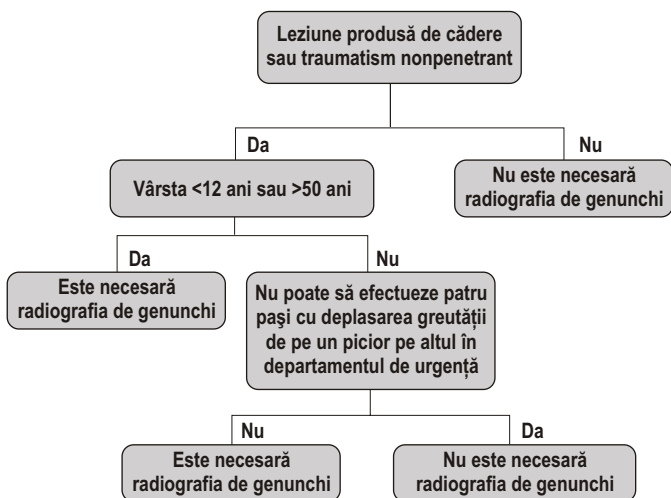 Leziune produsă de cădere
sau traumatism nonpenetrant
Da
Nu
Vârsta <12 ani sau >50 ani
Nu este necesară
radiografia de genunchi
Da
Nu
Este necesară
radiografia de genunchi
Nu poate să efectueze patru
paşi cu deplasarea greutăţii
de pe un picior pe altul în
departamentul de urgenţă
Nu
Da
Este necesară
radiografia de genunchi
Nu este necesară
radiografia de genunchi